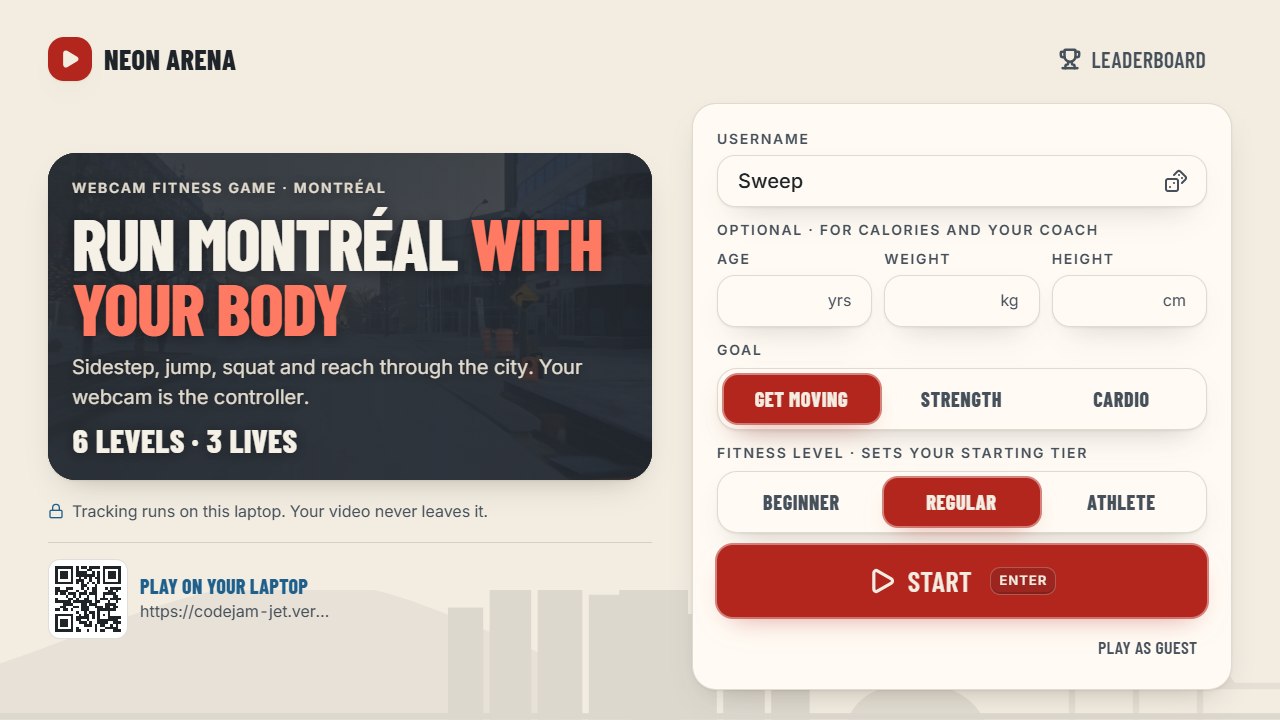 NEON ARENA
LEADERBOARD
WEBCAM FITNESS GAME · MONTRÉAL
RUN MONTRÉAL WITH
YOUR BODY
Sidestep, jump, squat and reach through the city. Your
webcam is the controller.
6 LEVELS · 3 LIVES
Tracking runs on this laptop. Your video never leaves it.
PLAY ON YOUR LAPTOP
https://codejam-jet.ver...
USERNAME
Sweep
OPTIONAL · FOR CALORIES AND YOUR COACH
AGE WEIGHT HEIGHT
yrs kg cm
GOAL
GET MOVING STRENGTH CARDIO
FITNESS LEVEL · SETS YOUR STARTING TIER
BEGINNER REGULAR ATHLETE
START ENTER
PLAY AS GUEST